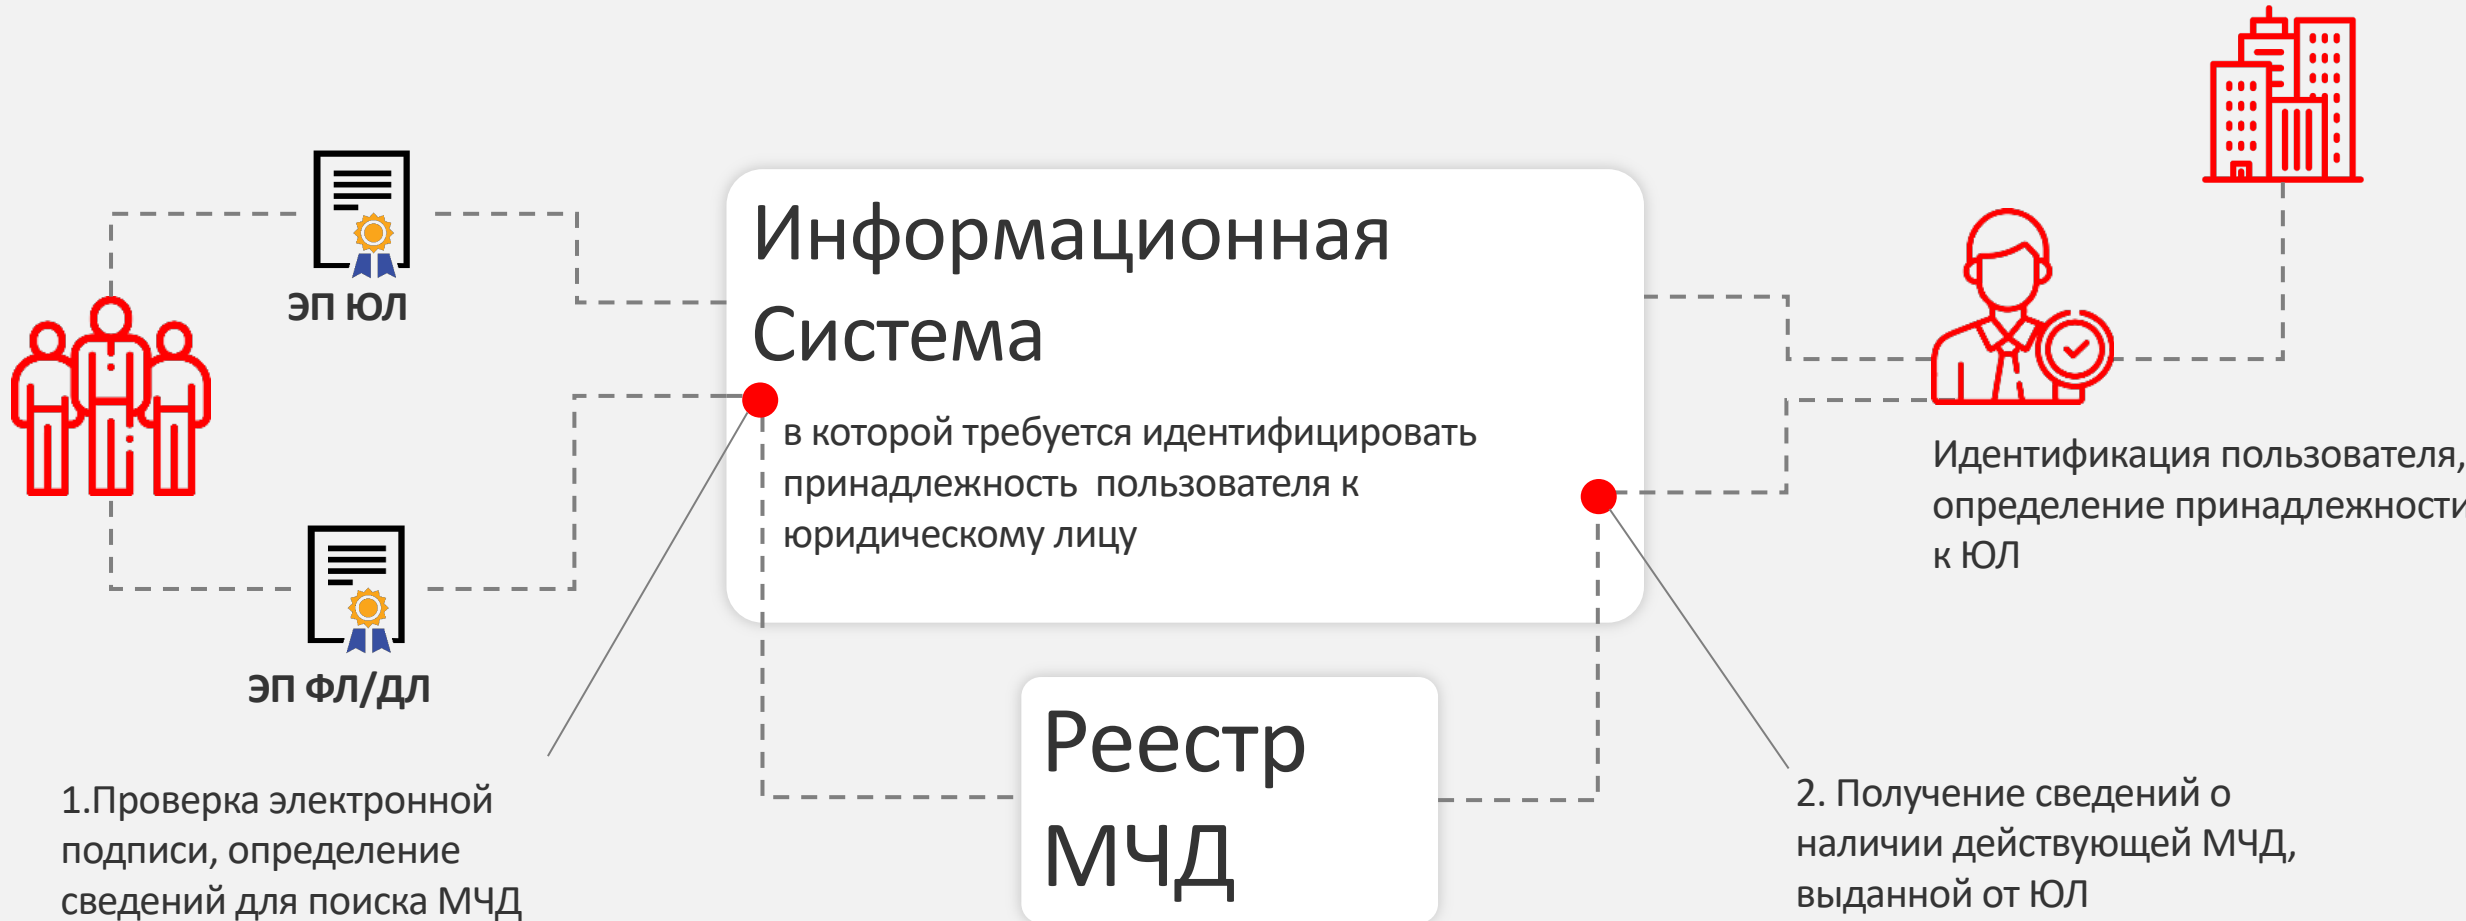 ЭП ЮЛ
ЭП ФЛ/ДЛ
1.Проверка электронной
подписи, определение
сведений для поиска МЧД
Информационная
Система
в которой требуется идентифицировать
принадлежность пользователя к
юридическому лицу
Реестр
МЧД
Идентификация пользователя,
определение принадлежности
к ЮЛ
2. Получение сведений о
наличии действующей МЧД,
выданной от ЮЛ